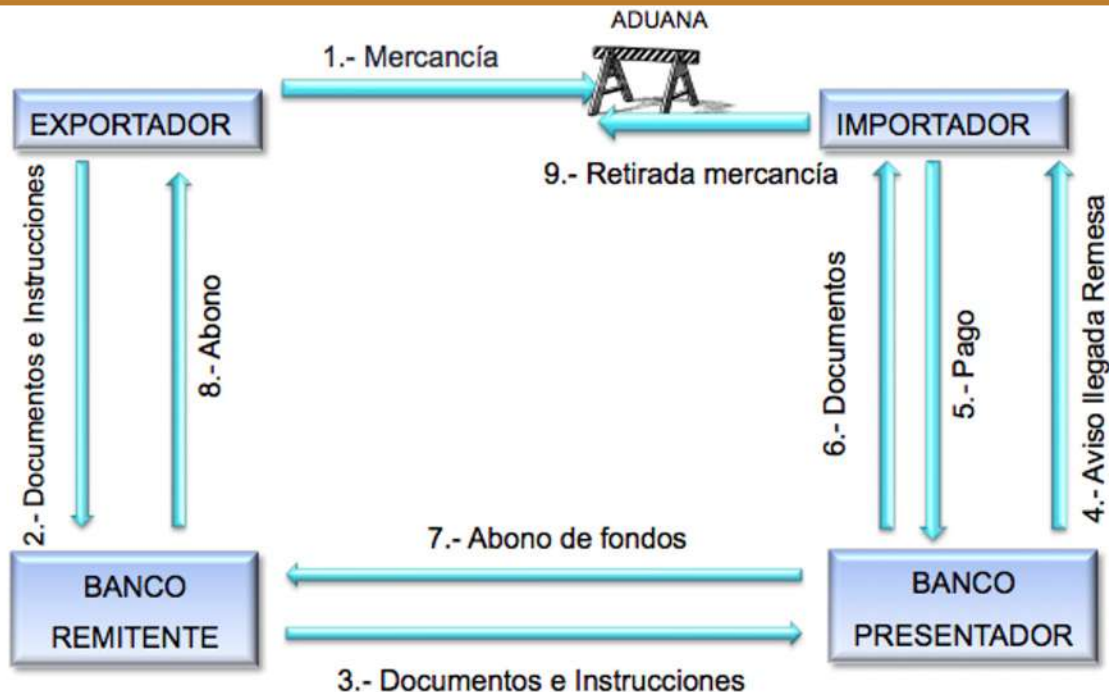 ADUANA
1.- Mercancía
EXPORTADOR
IMPORTADOR
9.- Retirada mercancía
2.- Documentos e Instrucciones
8.- Abono
6.- Documentos
5.- Pago
4.- Aviso llegada Remesa
7.- Abono de fondos
BANCO
REMITENTE
BANCO
PRESENTADOR
3.- Documentos e Instrucciones